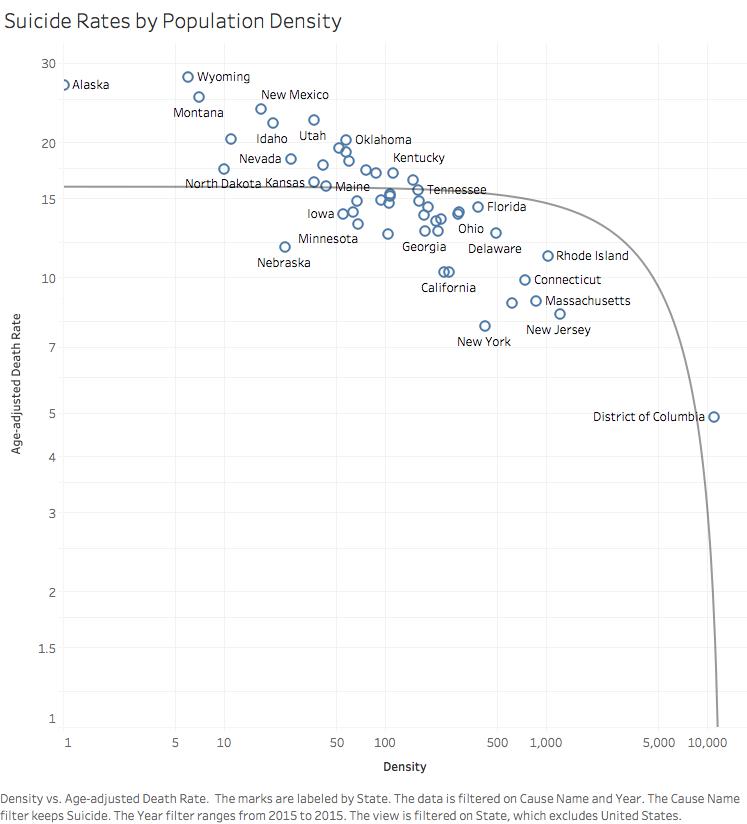 Suicide Rates by Population Density
30
Alaska
Wyoming
Montana
New Mexico
20
Idaho
Utah
Oklahoma
Nevada
Kentucky
North Dakota
Kansas
Maine
Tennessee
15
Iowa
Florida
Minnesota
Ohio
Georgia
Delaware
Nebraska
Rhode Island
10
California
Connecticut
Massachusetts
New Jersey
New York
7
5
District of Columbia
4
3
2
1.5
1
Age-adjusted Death Rate
1 5 10 50 100 500 1,000 5,000 10,000
Density
Density vs. Age-adjusted Death Rate. The marks are labeled by State. The data is filtered on Cause Name and Year. The Cause Name
filter keeps Suicide. The Year filter ranges from 2015 to 2015. The view is filtered on State, which excludes United States.